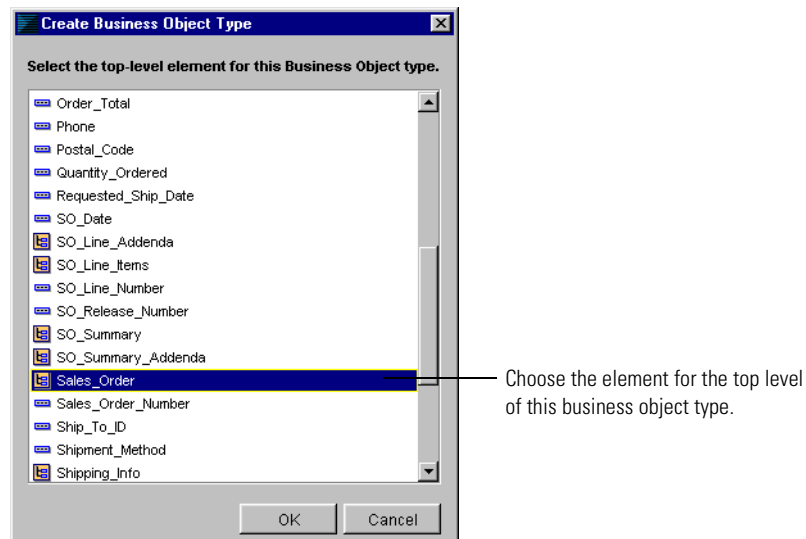 Create Business Object Type
Select the top-level element for this Business Object type.
Order_Total
Phone
Postal_Code
Quantity_Ordered
Requested_Ship_Date
SO_Date
SO_Line_Addenda
SO_Line_Items
SO_Line_Number
SO_Release_Number
SO_Summary
SO_Summary_Addenda
Sales_Order
Sales_Order_Number
Ship_To_ID
Shipment_Method
Shipping_Info
OK Cancel
Choose the element for the top level
of this business object type.